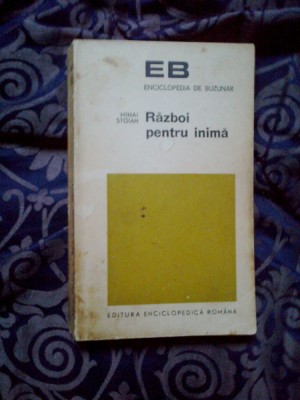 EB
ENCICLOPEDIA DE BUZUNAR
MIHAI
STOIAN
Război
pentru inimă
EDITURA ENCICLOPEDICĂ ROMÂNĂ